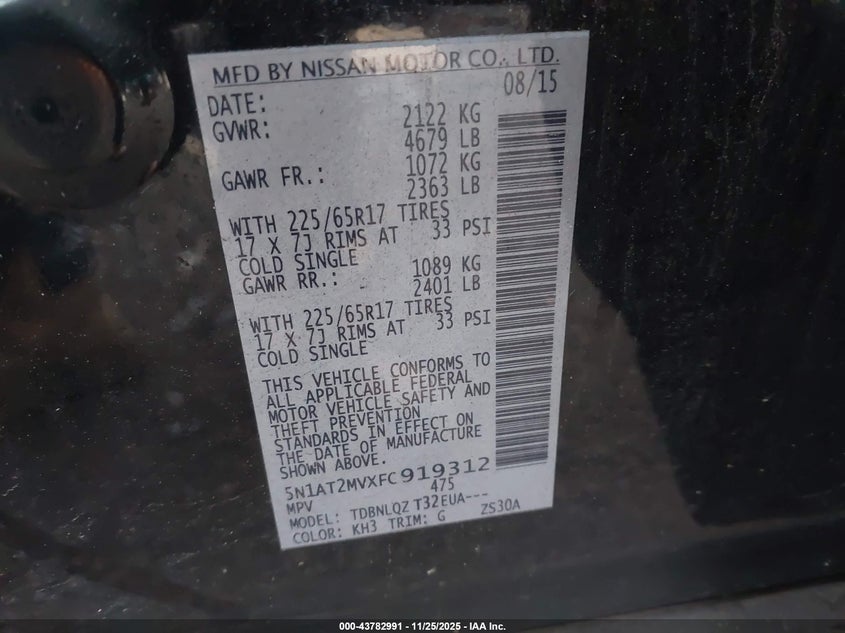 MFD BY NISSAN MOTOR CO., LTD.
DATE: 08/15
GVWR: 2122 KG
4679 LB
GAWR FR.: 1072 KG
2363 LB
WITH 225/65R17 TIRES
17 X 7J RIMS AT 33 PSI
COLD SINGLE
GAWR RR.: 1089 KG
2401 LB
WITH 225/65R17 TIRES
17 X 7J RIMS AT 33 PSI
COLD SINGLE
THIS VEHICLE CONFORMS TO
ALL APPLICABLE FEDERAL
MOTOR VEHICLE SAFETY AND
THEFT PREVENTION
STANDARDS IN EFFECT ON
THE DATE OF MANUFACTURE
SHOWN ABOVE.
5N1AT2MVXFC919312
MPV 475
MODEL: TDBNLQZ T32EUA---
COLOR: KH3 TRIM: G ZS30A
000-43782991 - 11/25/2025 - IAA Inc.